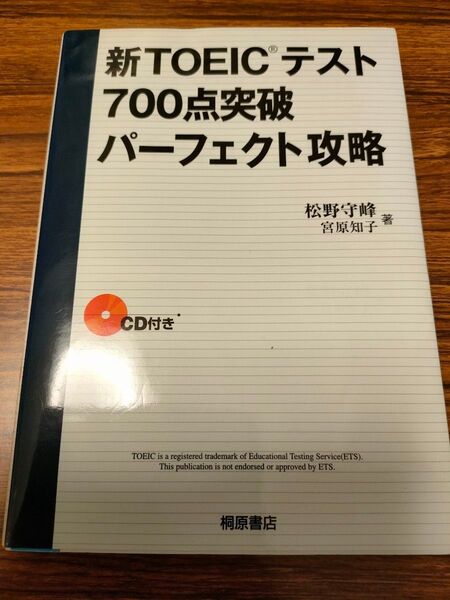 新TOEIC®テスト
700点突破
パーフェクト攻略
松野守峰
宮原知子 著
CD付き
TOEIC is a registered trademark of Educational Testing Service(ETS).
This publication is not endorsed or approved by ETS.
桐原書店